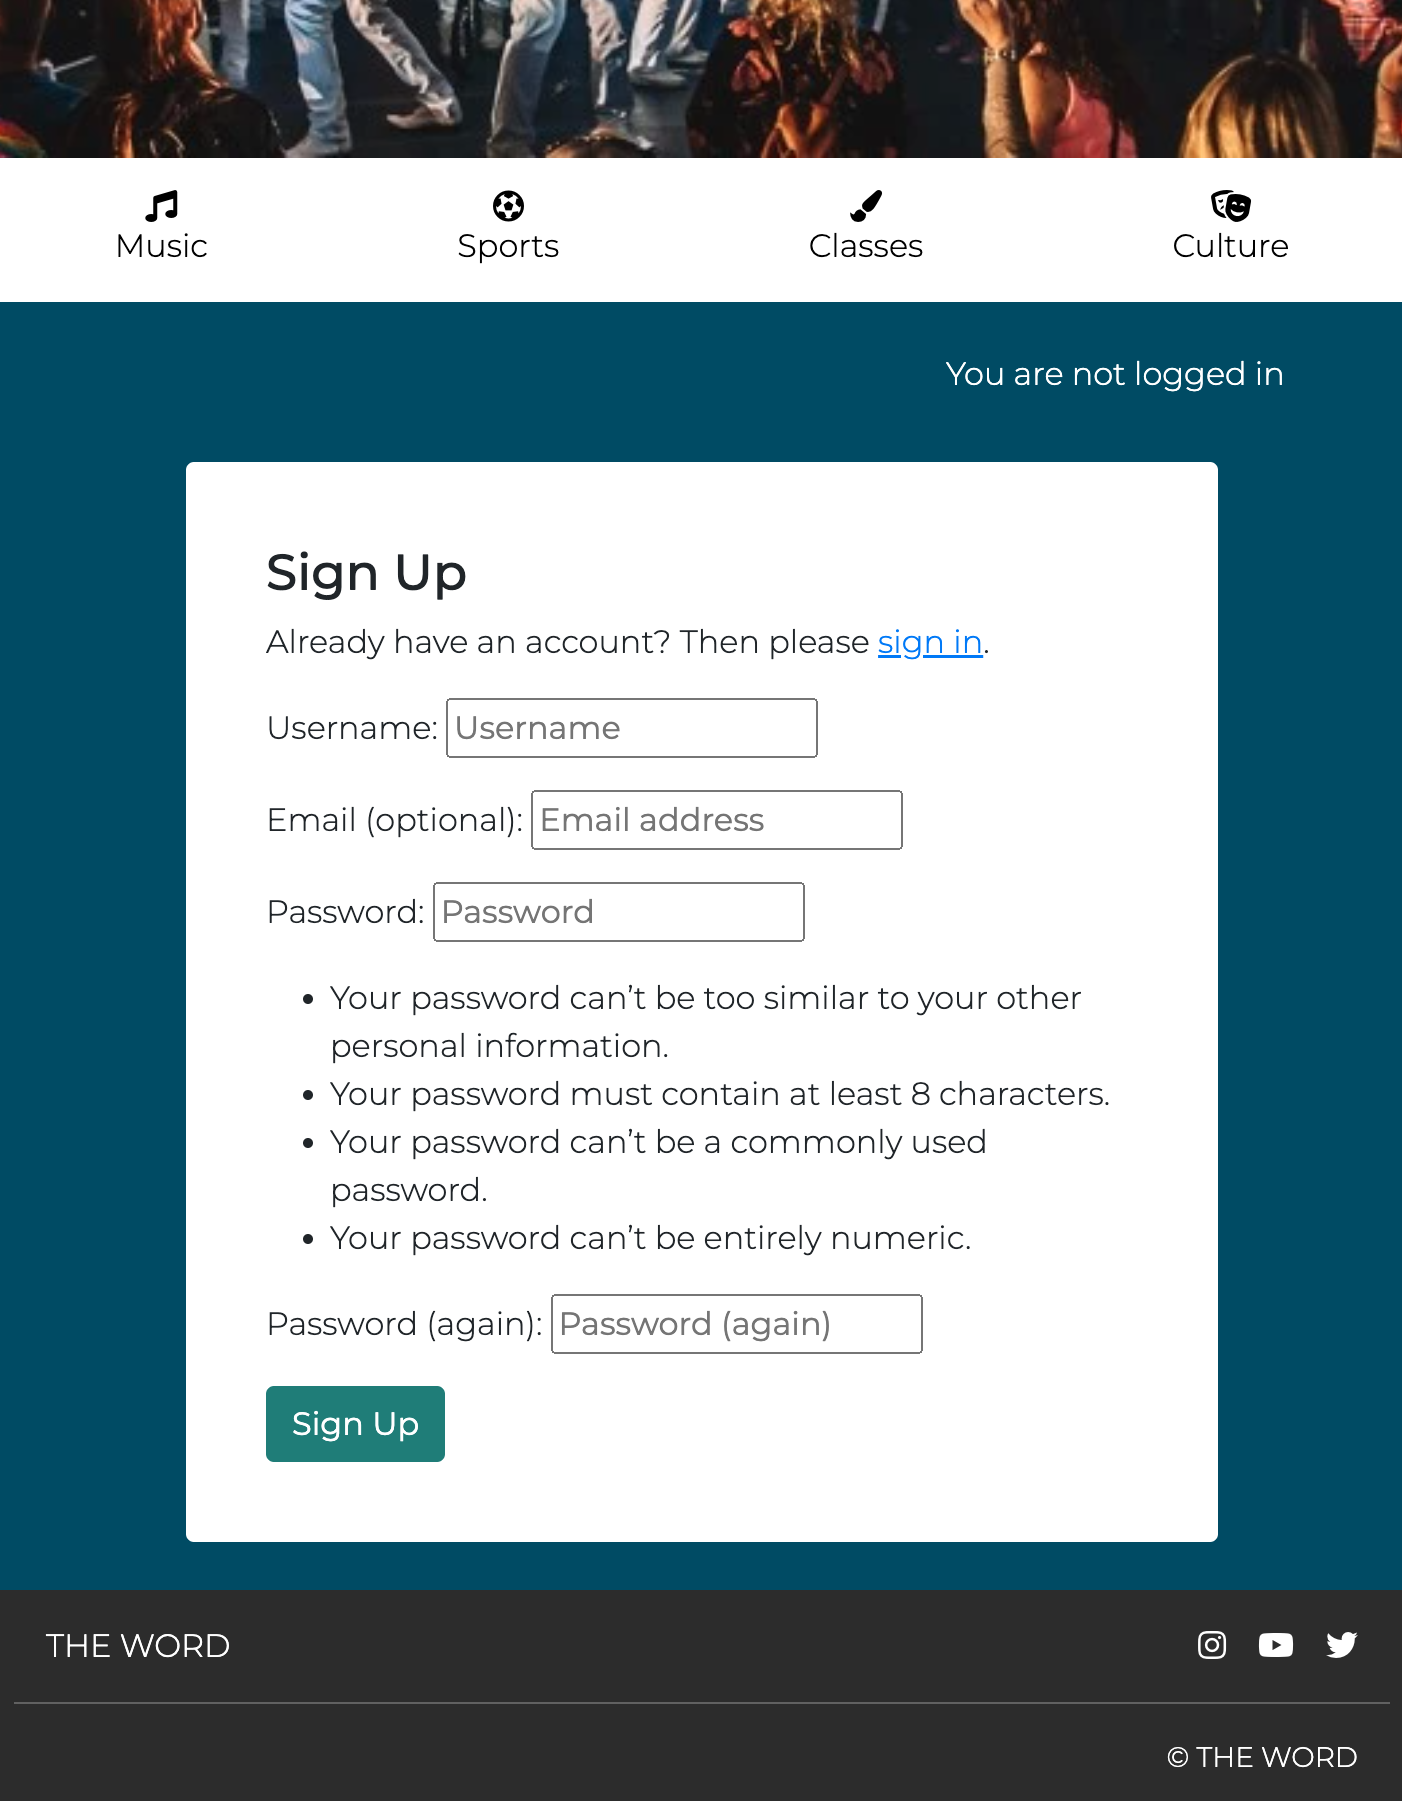 Music
Sports
Classes
Culture
You are not logged in
Sign Up
Already have an account? Then please sign in.
Username: Username
Email (optional): Email address
Password: Password
• Your password can’t be too similar to your other
personal information.
• Your password must contain at least 8 characters.
• Your password can’t be a commonly used
password.
• Your password can’t be entirely numeric.
Password (again): Password (again)
Sign Up
THE WORD
© THE WORD